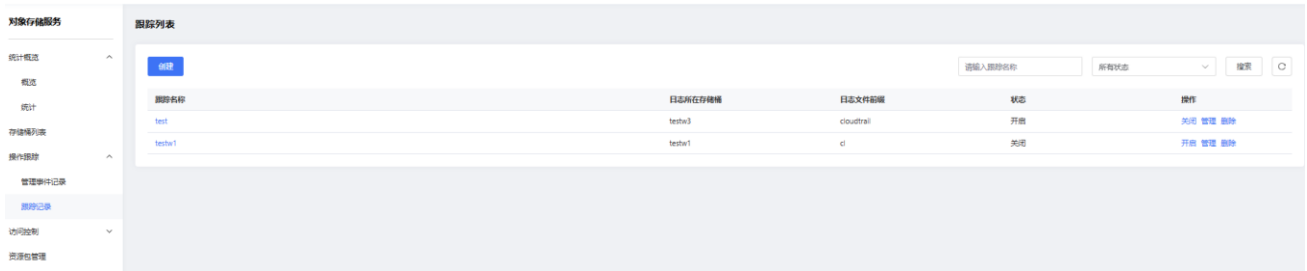 对象存储服务
跟踪列表
统计概览
概览
统计
存储桶列表
操作跟踪
管理事件记录
跟踪记录
访问控制
资源包管理
创建
请输入跟踪名称
所有状态
搜索
跟踪名称 日志所在存储桶 日志文件前缀 状态 操作
test testw3 cloudtrail 开启 关闭 管理 删除
testw1 testw1 cl 关闭 开启 管理 删除